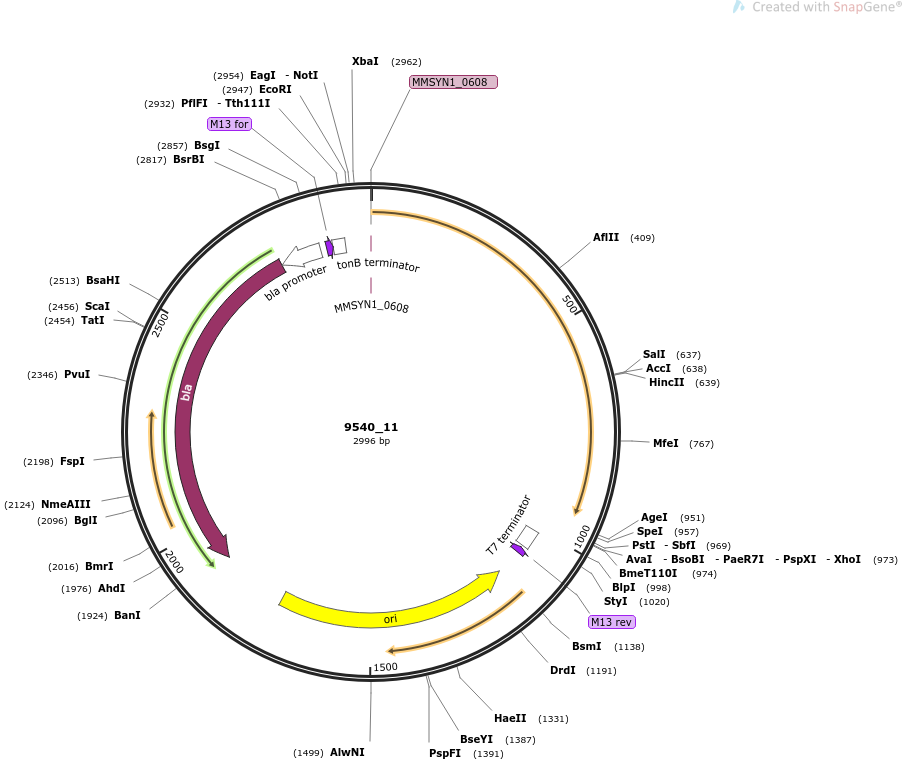 Created with SnapGene®
XbaI (2962)
MMSYN1_0608
(2954) EagI - NotI
(2947) EcoRI
(2932) PflFI - Tth111I
M13 for
(2857) BsgI
(2817) BsrBI
AflII (409)
tonB terminator
bla promoter
MMSYN1_0608
(2513) BsaHI
(2456) ScaI
(2454) TatI
2500
500
SalI (637)
AccI (638)
HincII (639)
(2346) PvuI
bla
9540_11
2996 bp
MfeI (767)
(2198) FspI
(2124) NmeAIII
(2096) BglI
T7 terminator
1000
AgeI (951)
SpeI (957)
PstI - SbfI (969)
AvaI - BsoBI - PaeR7I - PspXI - XhoI (973)
BmeT110I (974)
BlpI (998)
StyI (1020)
M13 rev
(2016) BmrI
2000
(1976) AhdI
(1924) BanI
ori
BsmI (1138)
DrdI (1191)
1500
HaeII (1331)
BseYI (1387)
PspFI (1391)
(1499) AlwNI